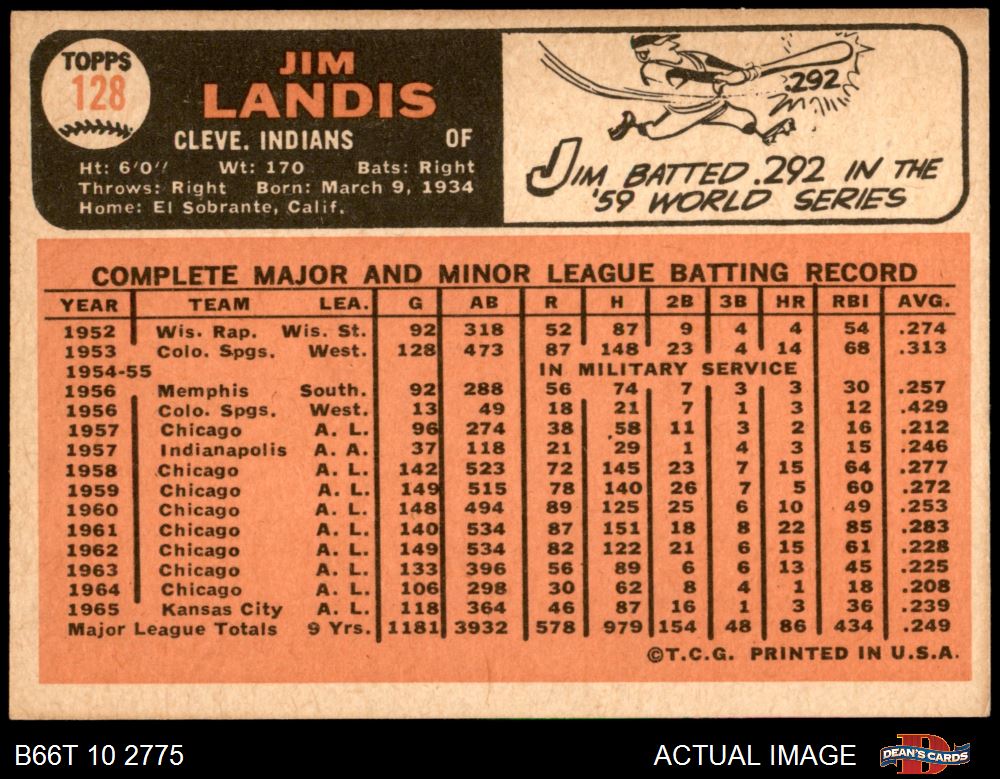 TOPPS
128
JIM
LANDIS
CLEVE. INDIANS OF
Ht: 6'0" Wt: 170 Bats: Right
Throws: Right Born: March 9, 1934
Home: El Sobrante, Calif.
.292
JIM BATTED .292 IN THE
'59 WORLD SERIES
COMPLETE MAJOR AND MINOR LEAGUE BATTING RECORD
YEAR TEAM LEA. G AB R H 2B 3B HR RBI AVG.
1952 Wis. Rap. Wis. St. 92 318 52 87 9 4 4 54 .274
1953 Colo. Spgs. West. 128 473 87 148 23 4 14 68 .313
1954-55 IN MILITARY SERVICE
1956 Memphis South. 92 288 56 74 7 3 3 30 .257
1956 Colo. Spgs. West. 13 49 18 21 7 1 3 12 .429
1957 Chicago A. L. 96 274 38 58 11 3 2 16 .212
1957 Indianapolis A. A. 37 118 21 29 1 4 3 15 .246
1958 Chicago A. L. 142 523 72 145 23 7 15 64 .277
1959 Chicago A. L. 149 515 78 140 26 7 5 60 .272
1960 Chicago A. L. 148 494 89 125 25 6 10 49 .253
1961 Chicago A. L. 140 534 87 151 18 8 22 85 .283
1962 Chicago A. L. 149 534 82 122 21 6 15 61 .228
1963 Chicago A. L. 133 396 56 89 6 6 13 45 .225
1964 Chicago A. L. 106 298 30 62 8 4 1 18 .208
1965 Kansas City A. L. 118 364 46 87 16 1 3 36 .239
Major League Totals 9 Yrs. 1181 3932 578 979 154 48 86 434 .249
©T.C.G. PRINTED IN U.S.A.
B66T 10 2775 ACTUAL IMAGE DEAN'S CARDS